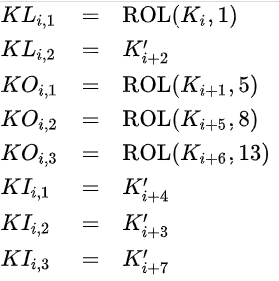 KL_{i,1} = ROL(K_i, 1)
KL_{i,2} = K′_{i+2}
KO_{i,1} = ROL(K_{i+1}, 5)
KO_{i,2} = ROL(K_{i+5}, 8)
KO_{i,3} = ROL(K_{i+6}, 13)
KI_{i,1} = K′_{i+4}
KI_{i,2} = K′_{i+3}
KI_{i,3} = K′_{i+7}